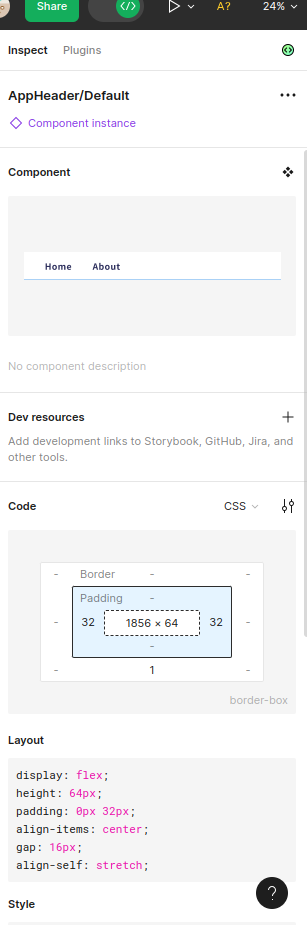 Share
</>
A?
24%
Inspect
Plugins
AppHeader/Default
Component instance
Component
Home
About
No component description
Dev resources
Add development links to Storybook, GitHub, Jira, and
other tools.
Code
CSS
- Border - -
Padding -
- 32 1856 × 64 32 -
-
- 1 -
border-box
Layout
display: flex;
height: 64px;
padding: 0px 32px;
align-items: center;
gap: 16px;
align-self: stretch;
?
Style